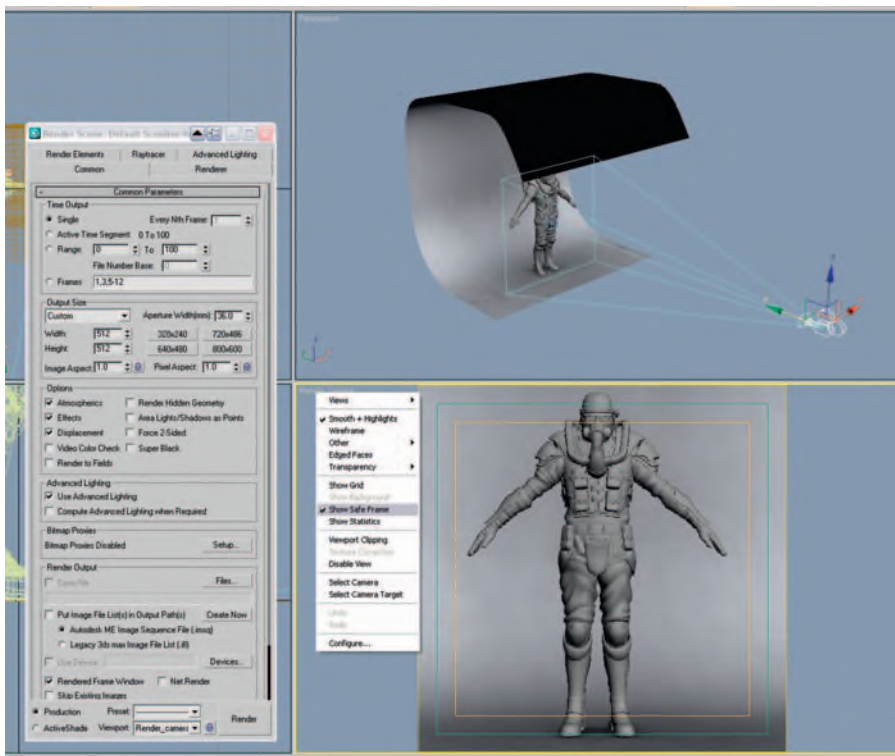 Perspective
Render Scene: Default Scanline
Render Elements Raytracer Advanced Lighting
Common Renderer
- Common Parameters
Time Output
Single Every Nth Frame: 1
Active Time Segment: 0 To 100
Range: 0 To 100
File Number Base: 0
Frames 1,3,5-12
Output Size
Custom Aperture Width(mm): 36.0
Width: 512 320x240 720x486
Height: 512 640x480 800x600
Image Aspect: 1.0 Pixel Aspect: 1.0
Options
Atmospherics Render Hidden Geometry
Effects Area Lights/Shadows as Points
Displacement Force 2-Sided
Video Color Check Super Black
Render to Fields
Advanced Lighting
Use Advanced Lighting
Compute Advanced Lighting when Required
Bitmap Proxies
Bitmap Proxies Disabled Setup...
Render Output
Save File Files...
Put Image File List(s) in Output Path(s) Create Now
Autodesk ME Image Sequence File (.imsq)
Legacy 3ds max Image File List (.ifl)
Use Device Devices...
Rendered Frame Window Net Render
Skip Existing Images
Production Preset:
ActiveShade Viewport: Render_camera Render
Views
Smooth + Highlights
Wireframe
Other
Edged Faces
Transparency
Show Grid
Show Background
Show Safe Frame
Show Statistics
Viewport Clipping
Texture Correction
Disable View
Select Camera
Select Camera Target
Undo
Redo
Configure...